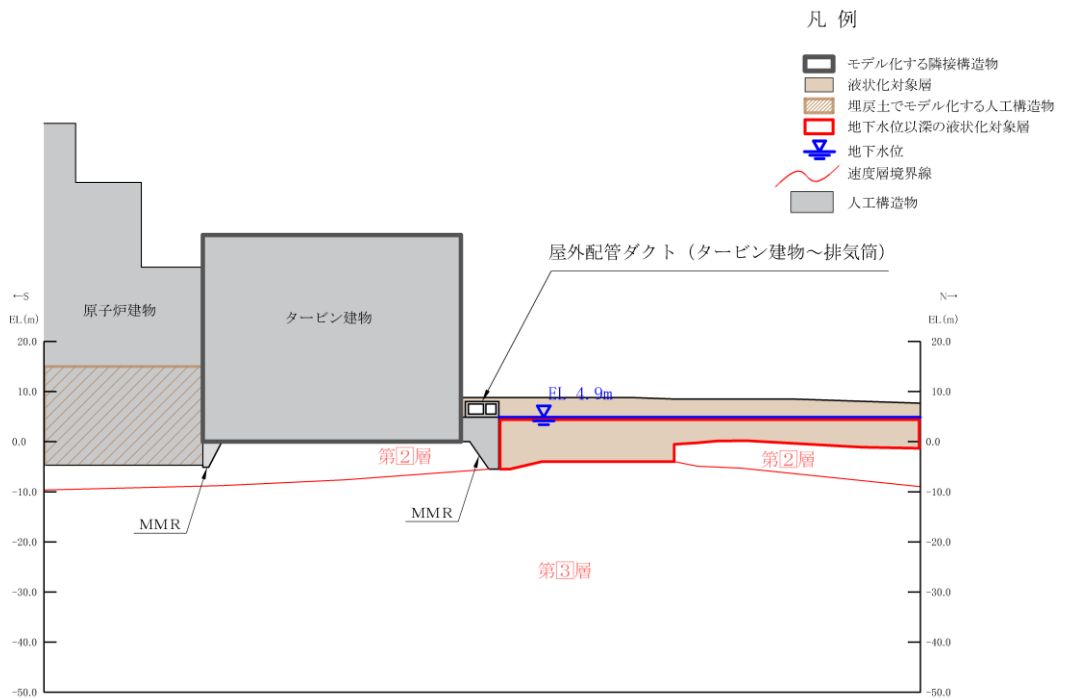 凡 例
モデル化する隣接構造物
液状化対象層
埋戻土でモデル化する人工構造物
地下水位以深の液状化対象層
地下水位
速度層境界線
人工構造物
屋外配管ダクト（タービン建物～排気筒）
←S
EL(m)
N→
EL(m)
原子炉建物
タービン建物
20.0
10.0
0.0
-10.0
-20.0
-30.0
-40.0
-50.0
EL 4.9m
第2層
第2層
MMR
MMR
第3層
20.0
10.0
0.0
-10.0
-20.0
-30.0
-40.0
-50.0